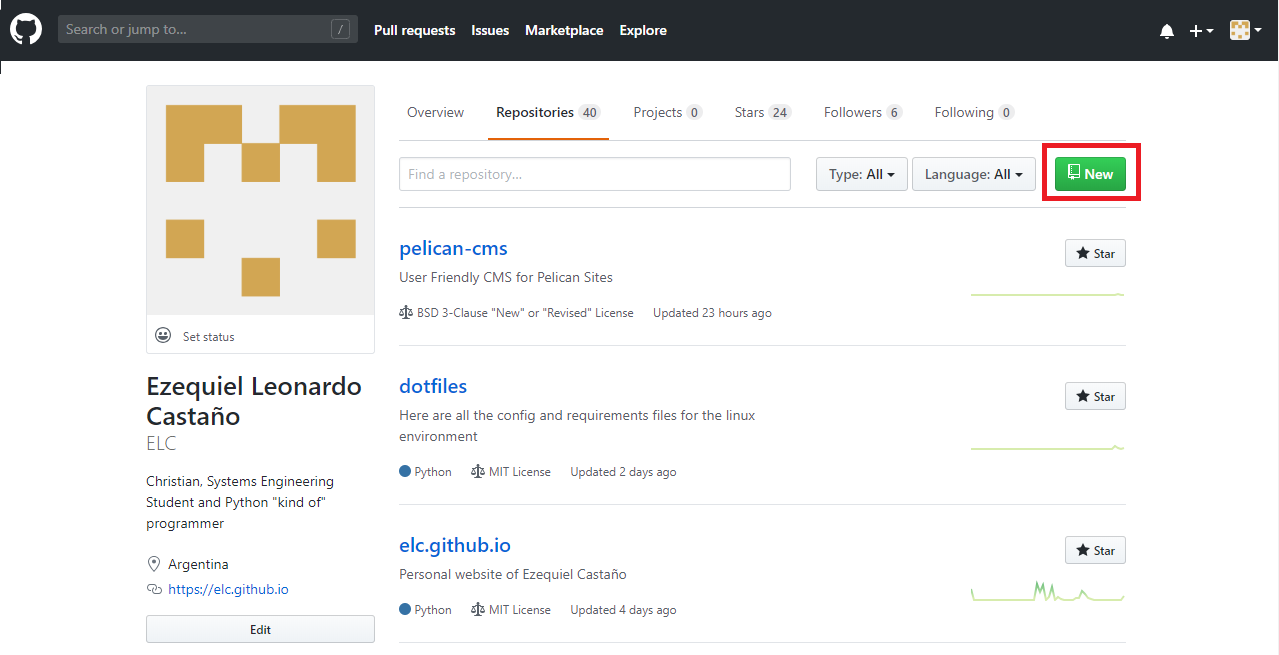 Search or jump to... /
Pull requests Issues Marketplace Explore
Overview Repositories 40 Projects 0 Stars 24 Followers 6 Following 0
Find a repository... Type: All Language: All New
pelican-cms
Star
User Friendly CMS for Pelican Sites
BSD 3-Clause "New" or "Revised" License Updated 23 hours ago
Set status
Ezequiel Leonardo
Castaño
ELC
Christian, Systems Engineering
Student and Python "kind of"
programmer
Argentina
https://elc.github.io
Edit
dotfiles
Star
Here are all the config and requirements files for the linux
environment
Python MIT License Updated 2 days ago
elc.github.io
Star
Personal website of Ezequiel Castaño
Python MIT License Updated 4 days ago